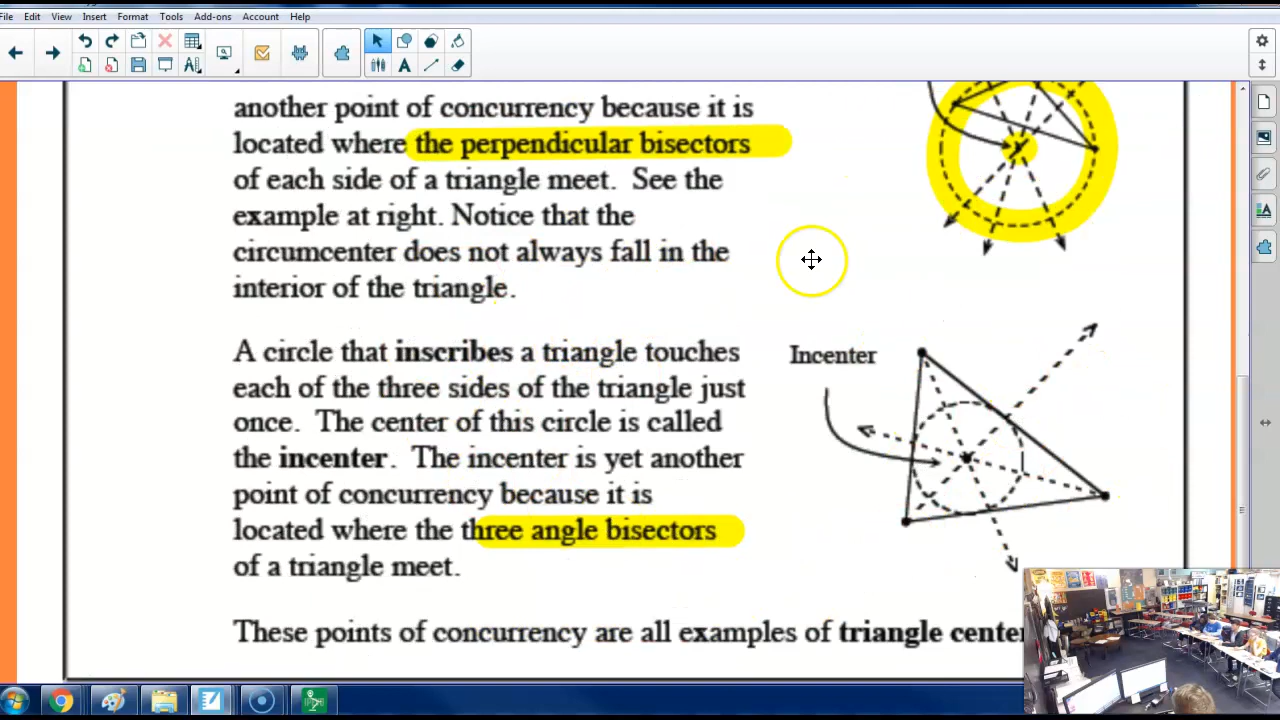 File Edit View Insert Format Tools Add-ons Account Help
another point of concurrency because it is
located where the perpendicular bisectors
of each side of a triangle meet. See the
example at right. Notice that the
circumcenter does not always fall in the
interior of the triangle.
A circle that inscribes a triangle touches
each of the three sides of the triangle just
once. The center of this circle is called
the incenter. The incenter is yet another
point of concurrency because it is
located where the three angle bisectors
of a triangle meet.
Incenter
These points of concurrency are all examples of triangle center